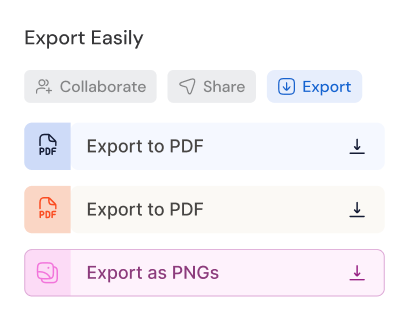 Export Easily
Collaborate Share Export
PDF Export to PDF
PDF Export to PDF
Export as PNGs